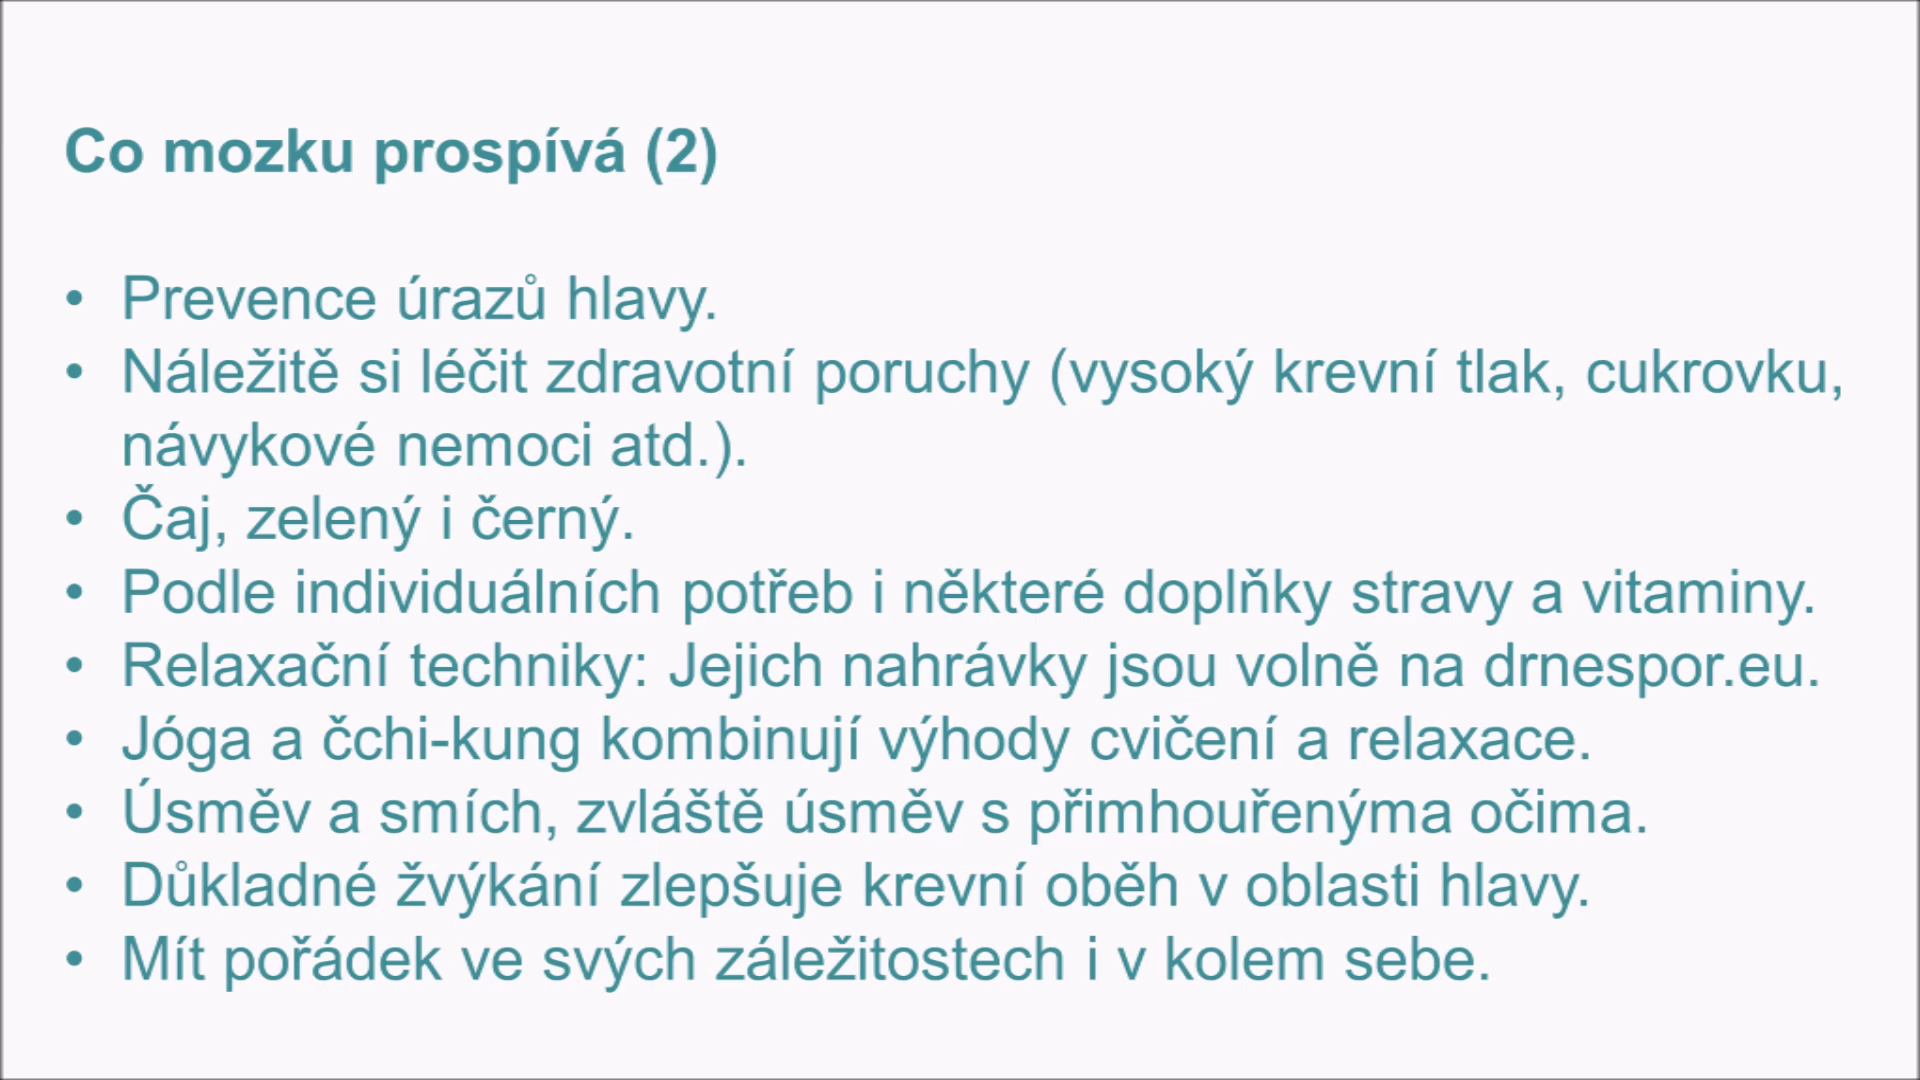 Co mozku prospívá (2)
• Prevence úrazů hlavy.
• Náležitě si léčit zdravotní poruchy (vysoký krevní tlak, cukrovku,
návykové nemoci atd.).
• Čaj, zelený i černý.
• Podle individuálních potřeb i některé doplňky stravy a vitaminy.
• Relaxační techniky: Jejich nahrávky jsou volně na drnespor.eu.
• Jóga a čchi-kung kombinují výhody cvičení a relaxace.
• Úsměv a smích, zvláště úsměv s přimhouřenýma očima.
• Důkladné žvýkání zlepšuje krevní oběh v oblasti hlavy.
• Mít pořádek ve svých záležitostech i v kolem sebe.